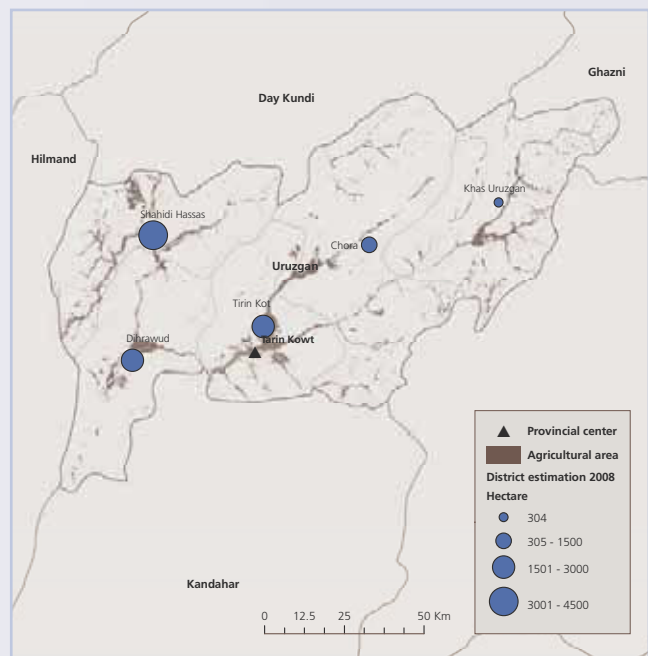 Ghazni
Day Kundi
Hilmand
Khas Uruzgan
Shahidi Hassas
Chora
Uruzgan
Tirin Kot
Tarin Kowt
Dihrawud
Kandahar
Provincial center
Agricultural area
District estimation 2008
Hectare
304
305 - 1500
1501 - 3000
3001 - 4500
0 12.5 25 50 Km